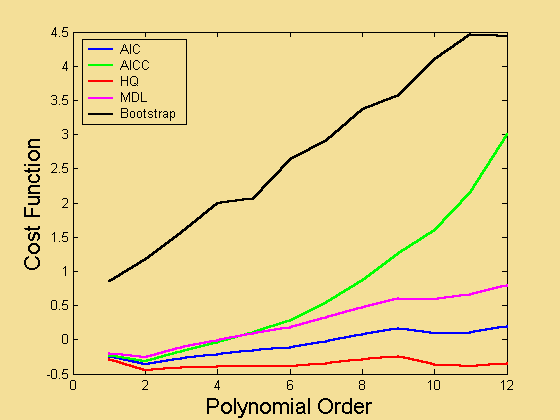 4.5
4
3.5
3
2.5
2
1.5
1
0.5
0
-0.5
AIC
AICC
HQ
MDL
Bootstrap
Cost Function
0 2 4 6 8 10 12
Polynomial Order